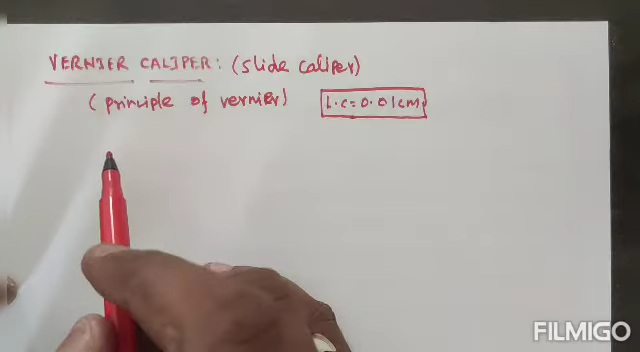 VERNIER CALIPER: (slide caliper)
(principle of vernier) L.C = 0.01cm
FILMIGO